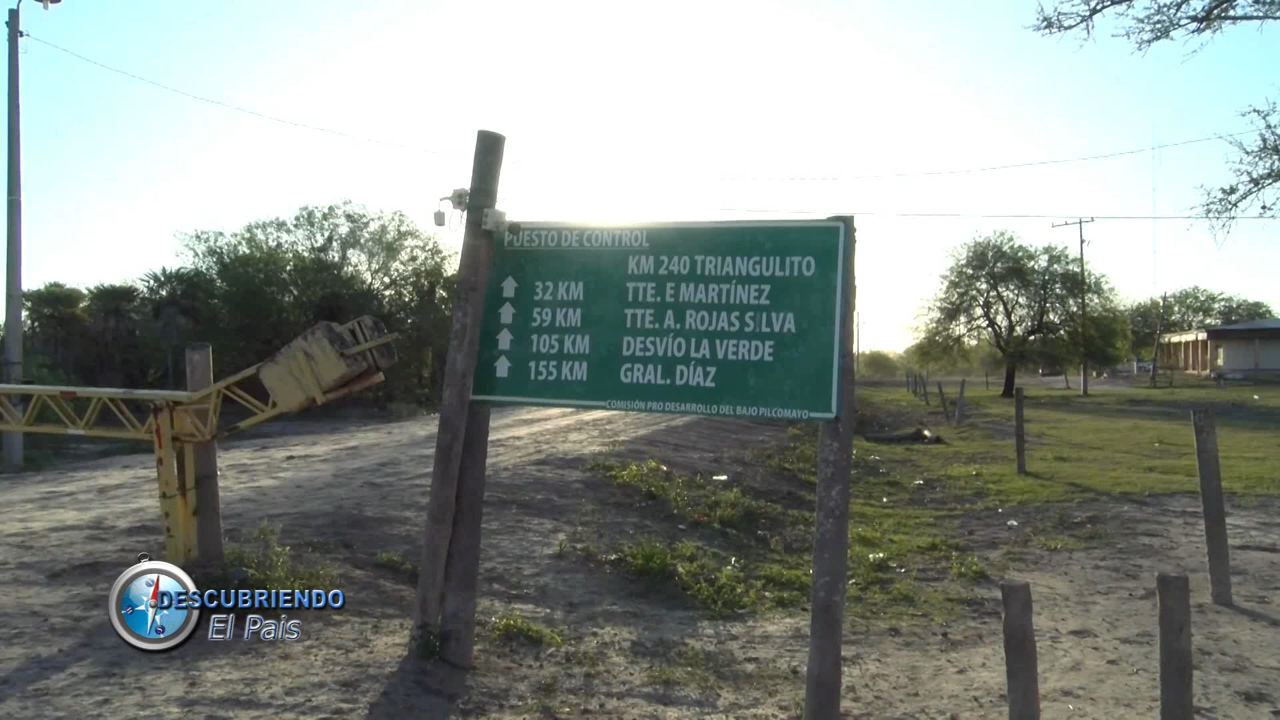 PUESTO DE CONTROL
KM 240 TRIANGULITO
32 KM TTE. E MARTÍNEZ
59 KM TTE. A. ROJAS SILVA
105 KM DESVÍO LA VERDE
155 KM GRAL. DÍAZ
COMISIÓN PRO DESARROLLO DEL BAJO PILCOMAYO
DESCUBRIENDO
El Pais